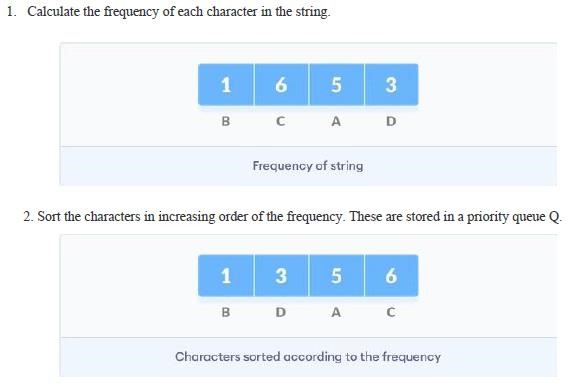 1. Calculate the frequency of each character in the string.
1 6 5 3
B C A D
Frequency of string
2. Sort the characters in increasing order of the frequency. These are stored in a priority queue Q.
1 3 5 6
B D A C
Characters sorted according to the frequency